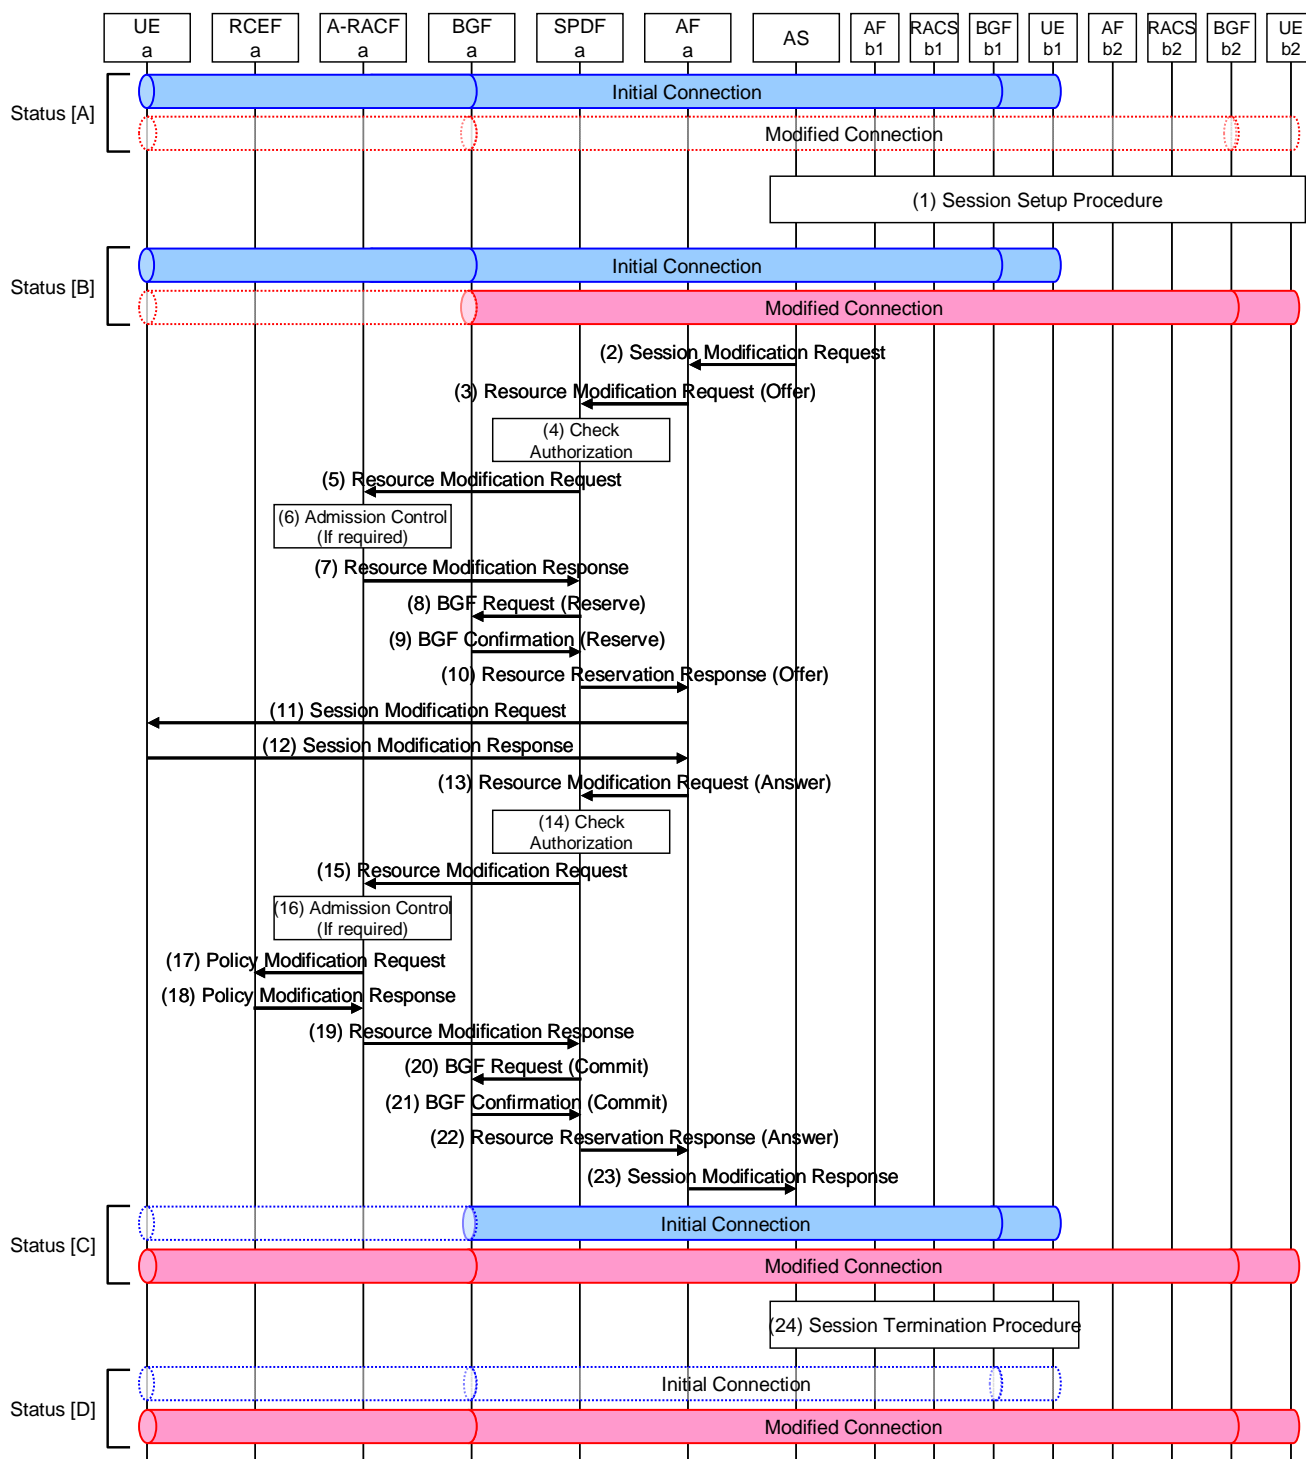 UE
a
RCEF
a
A-RACF
a
BGF
a
SPDF
a
AF
a
AS
AF
b1
RACS
b1
BGF
b1
UE
b1
AF
b2
RACS
b2
BGF
b2
UE
b2
Status [A]
Initial Connection
Modified Connection
(1) Session Setup Procedure
Status [B]
Initial Connection
Modified Connection
(2) Session Modification Request
(3) Resource Modification Request (Offer)
(4) Check
Authorization
(5) Resource Modification Request
(6) Admission Control
(If required)
(7) Resource Modification Response
(8) BGF Request (Reserve)
(9) BGF Confirmation (Reserve)
(10) Resource Reservation Response (Offer)
(11) Session Modification Request
(12) Session Modification Response
(13) Resource Modification Request (Answer)
(14) Check
Authorization
(15) Resource Modification Request
(16) Admission Control
(If required)
(17) Policy Modification Request
(18) Policy Modification Response
(19) Resource Modification Response
(20) BGF Request (Commit)
(21) BGF Confirmation (Commit)
(22) Resource Reservation Response (Answer)
(23) Session Modification Response
Status [C]
Initial Connection
Modified Connection
(24) Session Termination Procedure
Status [D]
Initial Connection
Modified Connection